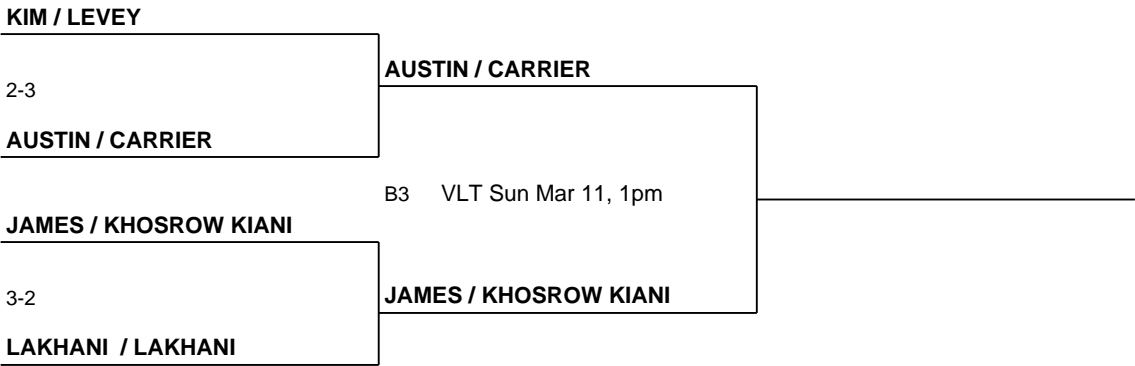 KIM / LEVEY
AUSTIN / CARRIER
2-3
AUSTIN / CARRIER
B3 VLT Sun Mar 11, 1pm
JAMES / KHOSROW KIANI
3-2
JAMES / KHOSROW KIANI
LAKHANI / LAKHANI